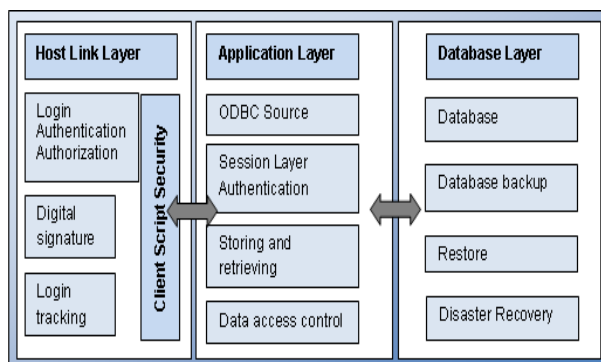 Host Link Layer
Login
Authentication
Authorization
Digital
signature
Login
tracking
Client Script Security
Application Layer
ODBC Source
Session Layer
Authentication
Storing and
retrieving
Data access control
Database Layer
Database
Database backup
Restore
Disaster Recovery